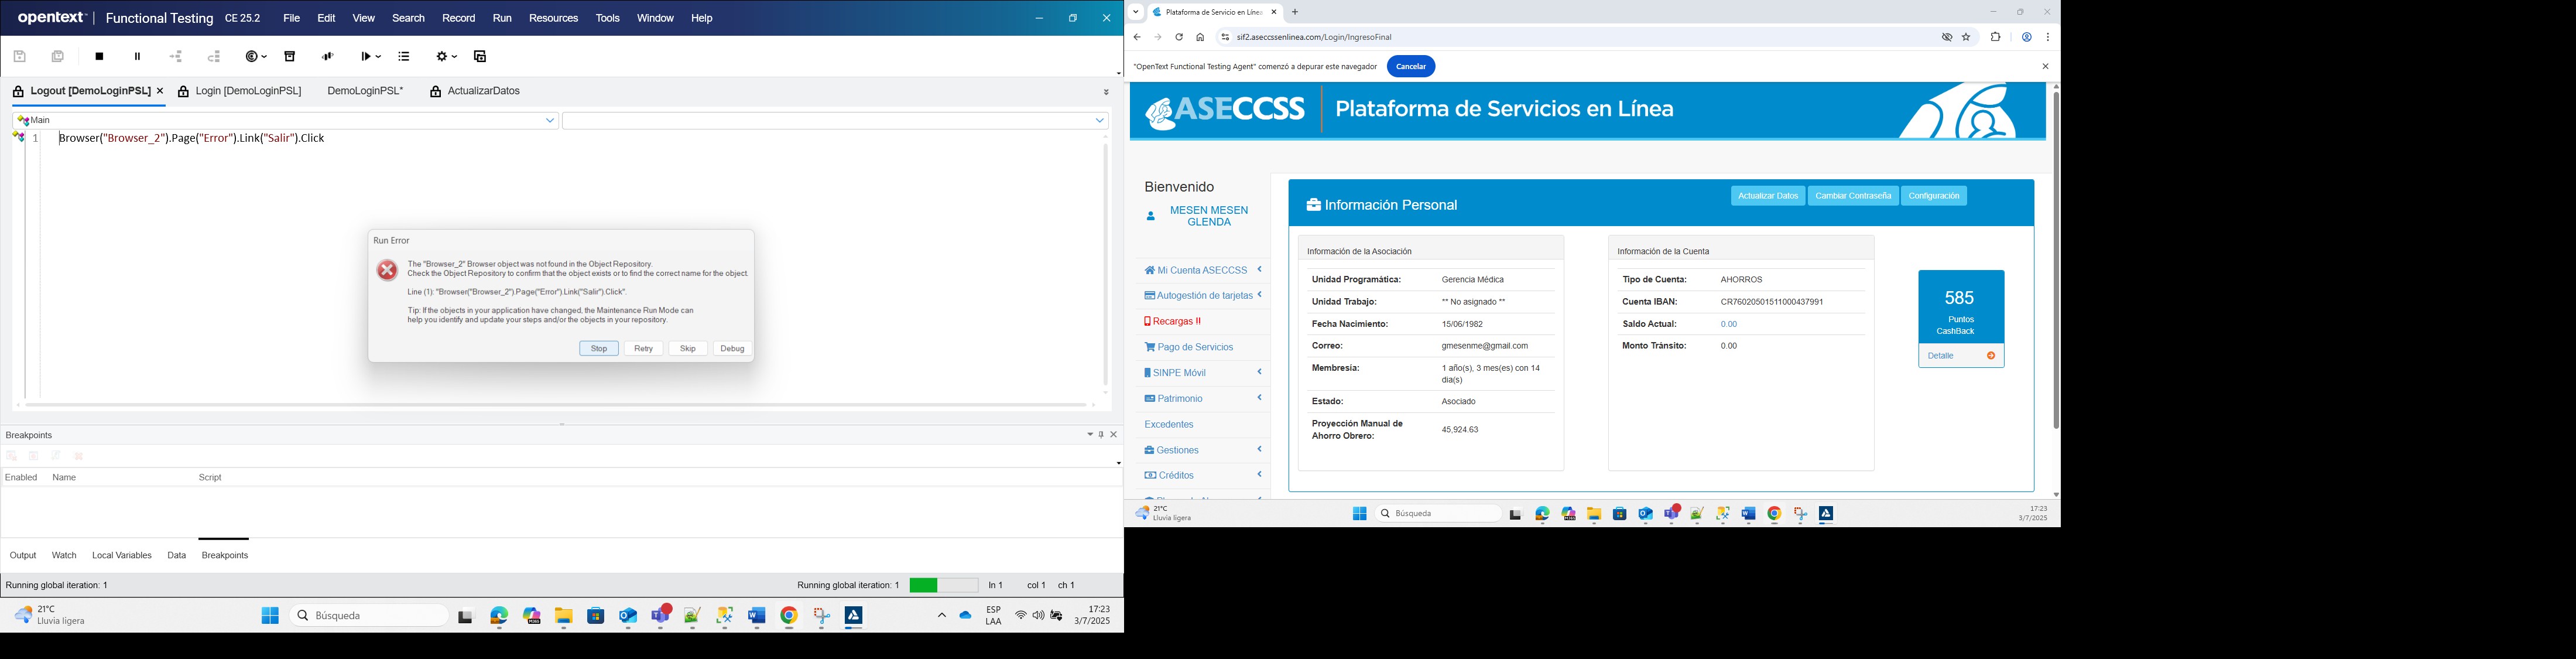 opentext | Functional Testing CE 25.2 File Edit View Search Record Run Resources Tools Window Help
Logout [DemoLoginPSL] Login [DemoLoginPSL] DemoLoginPSL* ActualizarDatos
Main
1 Browser("Browser_2").Page("Error").Link("Salir").Click
Run Error
The "Browser_2" Browser object was not found in the Object Repository.
Check the Object Repository to confirm that the object exists or to find the correct name for the object.
Line (1): "Browser("Browser_2").Page("Error").Link("Salir").Click".
Tip: If the objects in your application have changed, the Maintenance Run Mode can
help you identify and update your steps and/or the objects in your repository.
Stop Retry Skip Debug
Breakpoints
Enabled Name Script
Output Watch Local Variables Data Breakpoints
Running global iteration: 1 Running global iteration: 1 ln 1 col 1 ch 1
21°C
Lluvia ligera
Búsqueda
ESP
LAA
17:23
3/7/2025
Plataforma de Servicio en Líne
sif2.aseccssenlinea.com/Login/IngresoFinal
"OpenText Functional Testing Agent" comenzó a depurar este navegador Cancelar
ASECCSS Plataforma de Servicios en Línea
Bienvenido
MESEN MESEN
GLENDA
Mi Cuenta ASECCSS
Autogestión de tarjetas
Recargas !!
Pago de Servicios
SINPE Móvil
Patrimonio
Excedentes
Gestiones
Créditos
Información Personal
Actualizar Datos Cambiar Contraseña Configuración
Información de la Asociación
Unidad Programática: Gerencia Médica
Unidad Trabajo: ** No asignado **
Fecha Nacimiento: 15/06/1982
Correo: gmesenme@gmail.com
Membresía: 1 año(s), 3 mes(es) con 14
dia(s)
Estado: Asociado
Proyección Manual de
Ahorro Obrero: 45,924.63
Información de la Cuenta
Tipo de Cuenta: AHORROS
Cuenta IBAN: CR76020501511000437991
Saldo Actual: 0.00
Monto Tránsito: 0.00
585
Puntos
CashBack
Detalle
21°C
Lluvia ligera
Búsqueda
17:23
3/7/2025